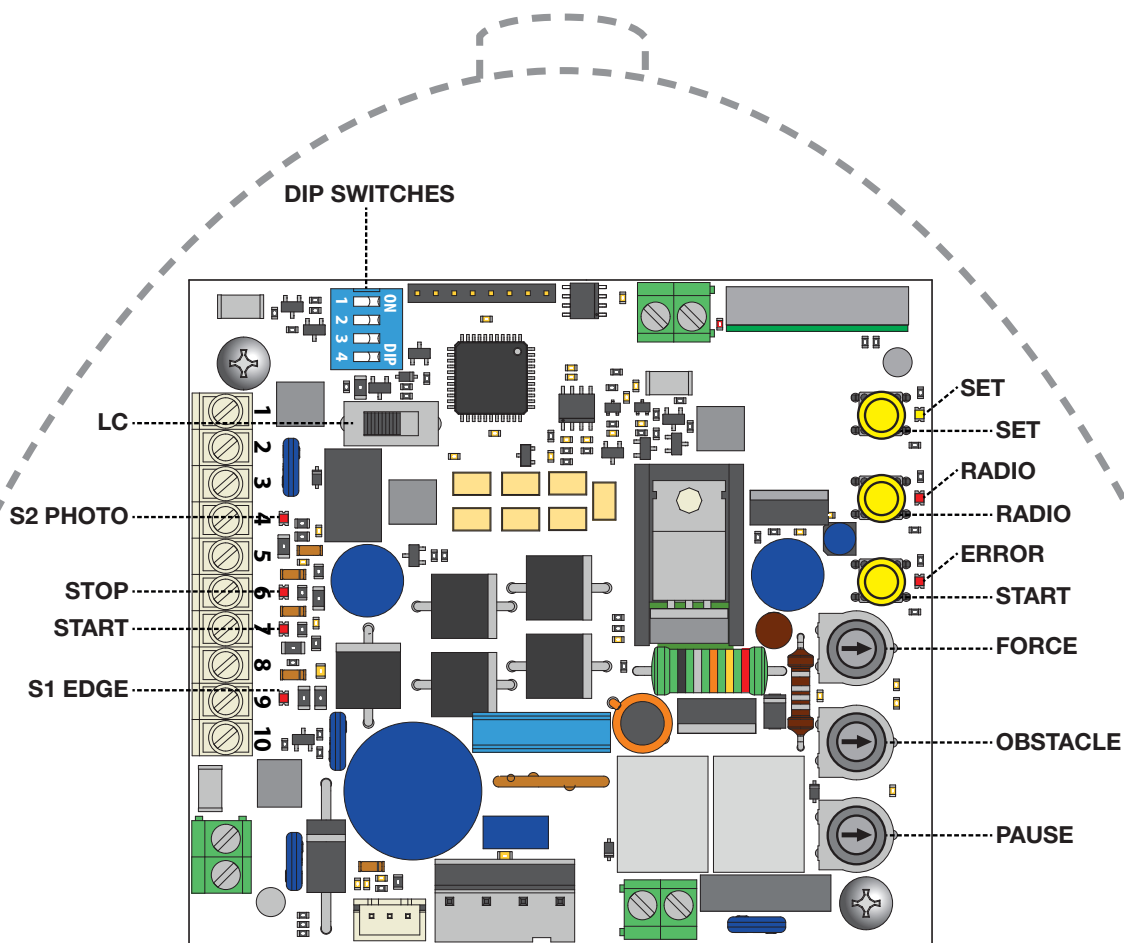 DIP SWITCHES
ON
DIP
1
2
3
4
LC
S2 PHOTO
STOP
START
S1 EDGE
1
2
3
4
5
6
7
8
9
10
SET
SET
RADIO
RADIO
ERROR
START
FORCE
OBSTACLE
PAUSE